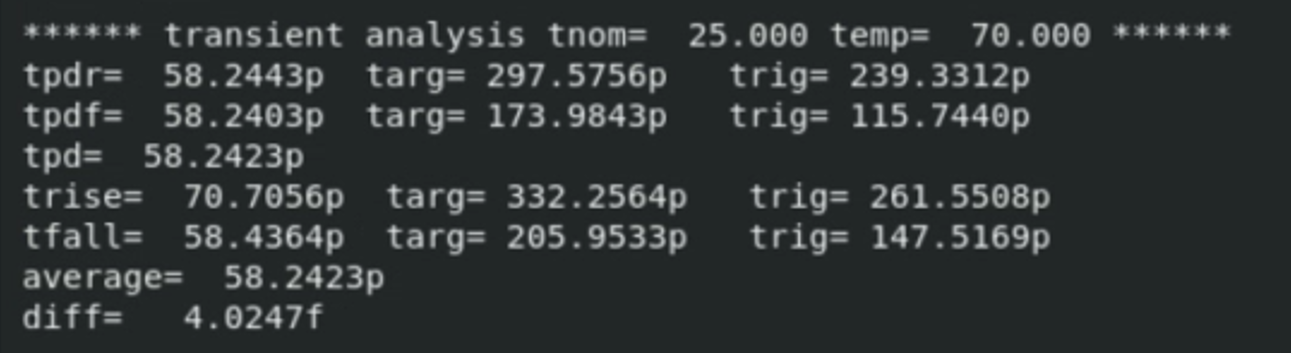 ****** transient analysis tnom=  25.000 temp=  70.000 ******
tpdr=  58.2443p  targ= 297.5756p   trig= 239.3312p
tpdf=  58.2403p  targ= 173.9843p   trig= 115.7440p
tpd=  58.2423p
trise=  70.7056p  targ= 332.2564p   trig= 261.5508p
tfall=  58.4364p  targ= 205.9533p   trig= 147.5169p
average=  58.2423p
diff=   4.0247f